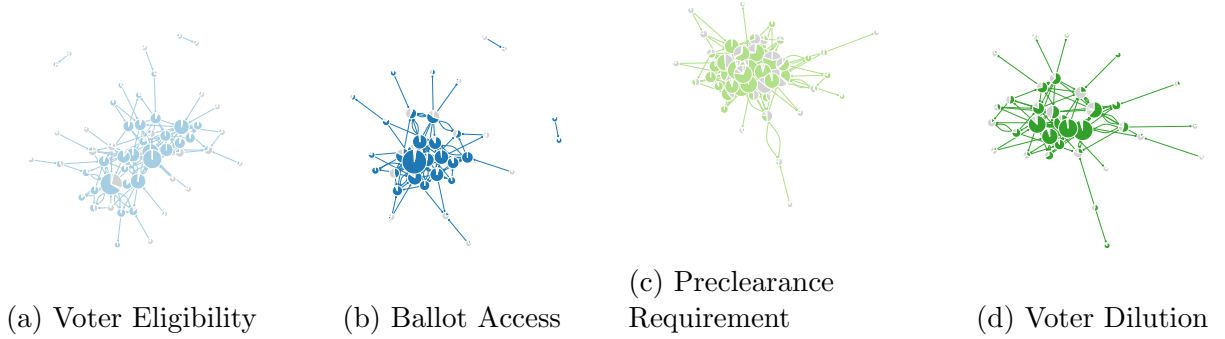 (a) Voter Eligibility
(b) Ballot Access
(c) Preclearance
Requirement
(d) Voter Dilution